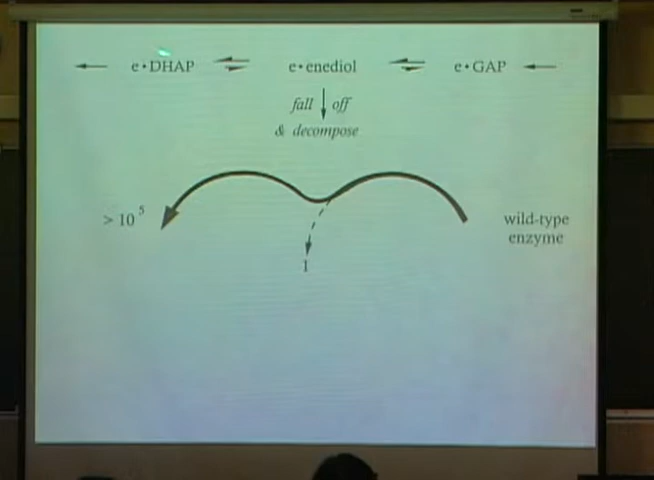 e·DHAP e·enediol e·GAP
fall off
& decompose
> 10⁵
wild-type
enzyme
1